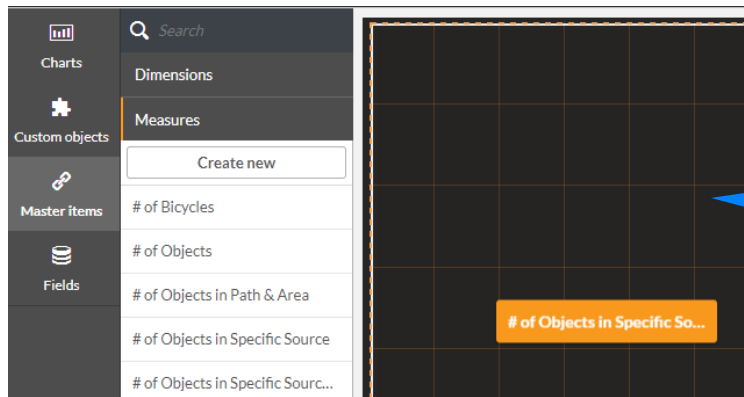 Charts
Custom objects
Master items
Fields
Search
Dimensions
Measures
Create new
# of Bicycles
# of Objects
# of Objects in Path & Area
# of Objects in Specific Source
# of Objects in Specific Sourc...
# of Objects in Specific So...